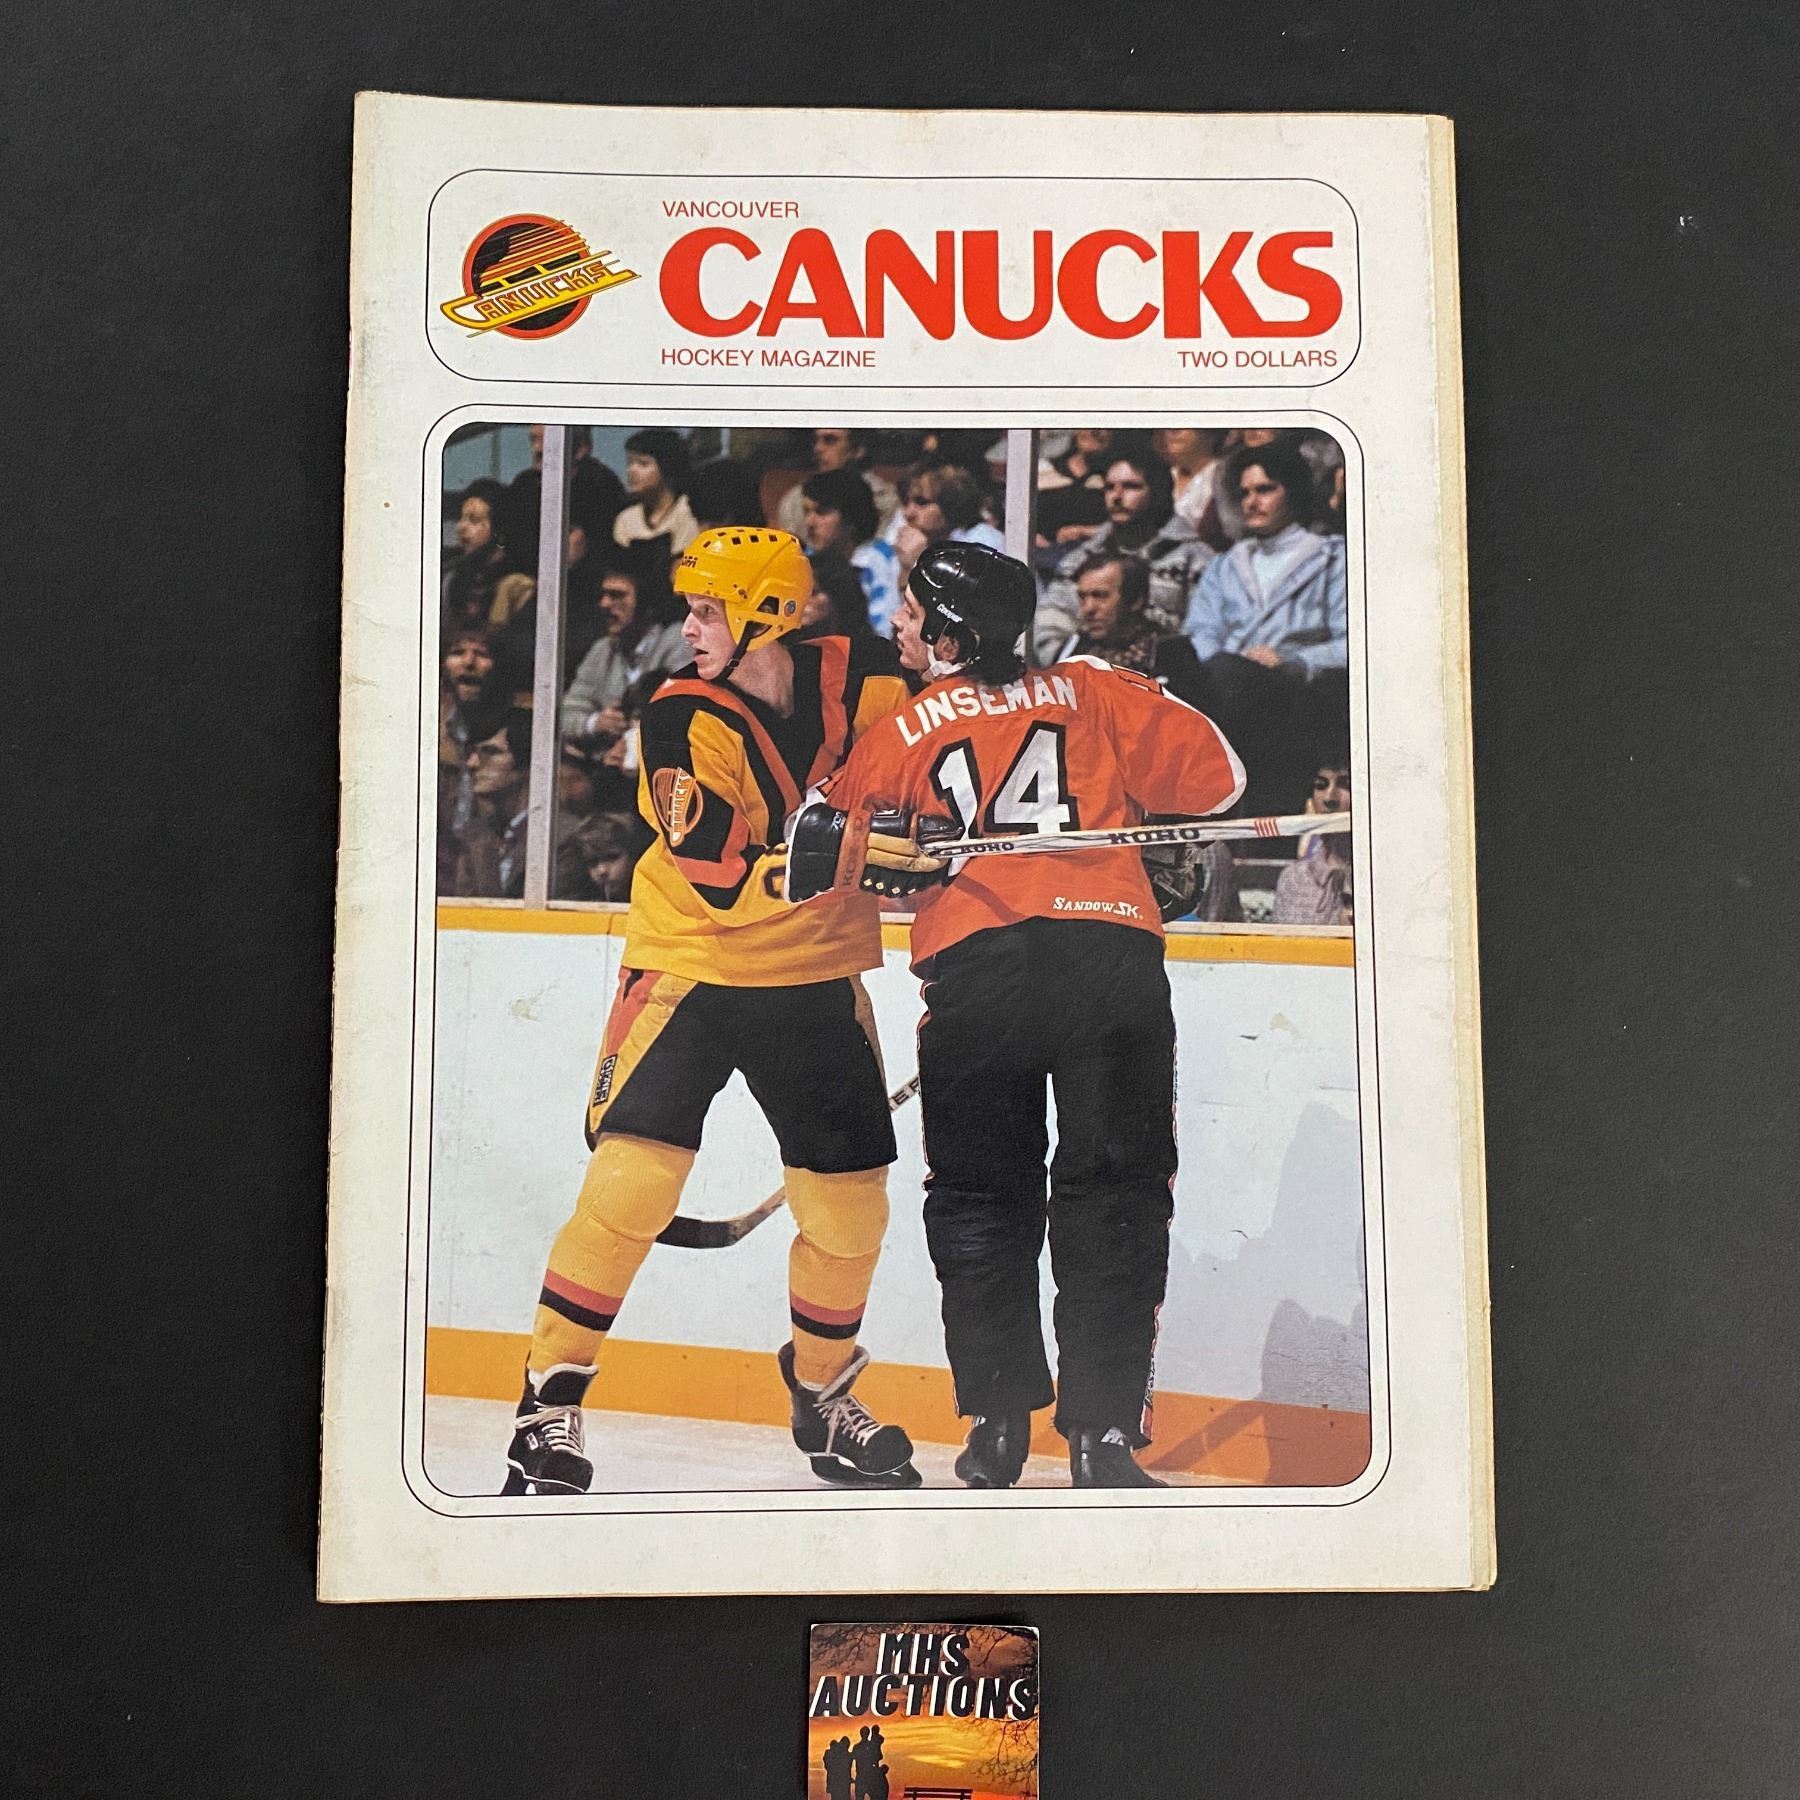 VANCOUVER
CANUCKS
CANUCKS
HOCKEY MAGAZINE
TWO DOLLARS
LINSEMAN
14
KOHO
KOHO
SANDOW SK
MHS
AUCTIONS